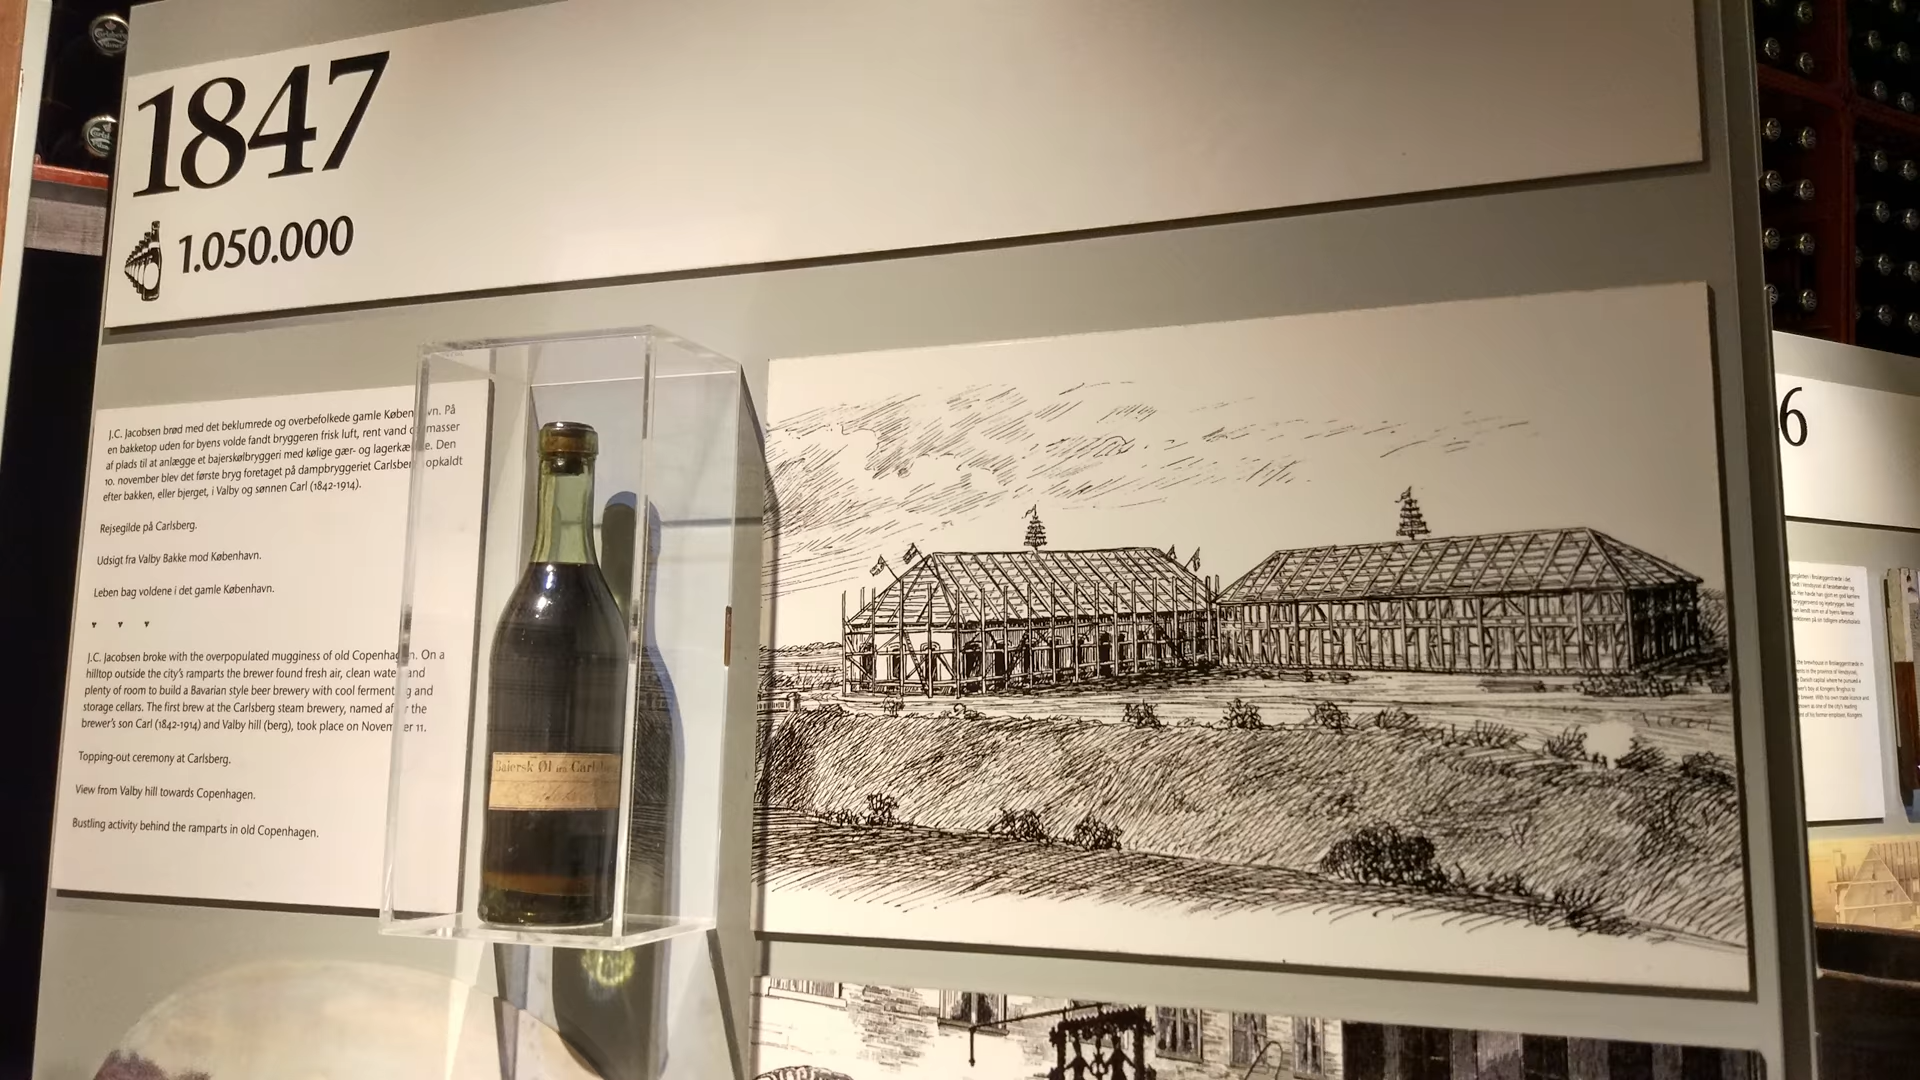 1847
1.050.000
J.C. Jacobsen brød med det beklumrede og overbefolkede gamle Køben vn. På
en bakketop uden for byens volde fandt bryggeren frisk luft, rent vand masser
af plads til at anlægge et bajerskølbryggeri med kølige gær- og lagerkæ e. Den
10. november blev det første bryg foretaget på dampbryggeriet Carlsber opkaldt
efter bakken, eller bjerget, i Valby og sønnen Carl (1842-1914).
Rejsegilde på Carlsberg.
Udsigt fra Valby Bakke mod København.
Leben bag voldene i det gamle København.
J.C. Jacobsen broke with the overpopulated mugginess of old Copenhagen. On a
hilltop outside the city's ramparts the brewer found fresh air, clean water and
plenty of room to build a Bavarian style beer brewery with cool fermenting and
storage cellars. The first brew at the Carlsberg steam brewery, named after the
brewer's son Carl (1842-1914) and Valby hill (berg), took place on November 11.
Topping-out ceremony at Carlsberg.
View from Valby hill towards Copenhagen.
Bustling activity behind the ramparts in old Copenhagen.
Baiersk Øl Carl
6